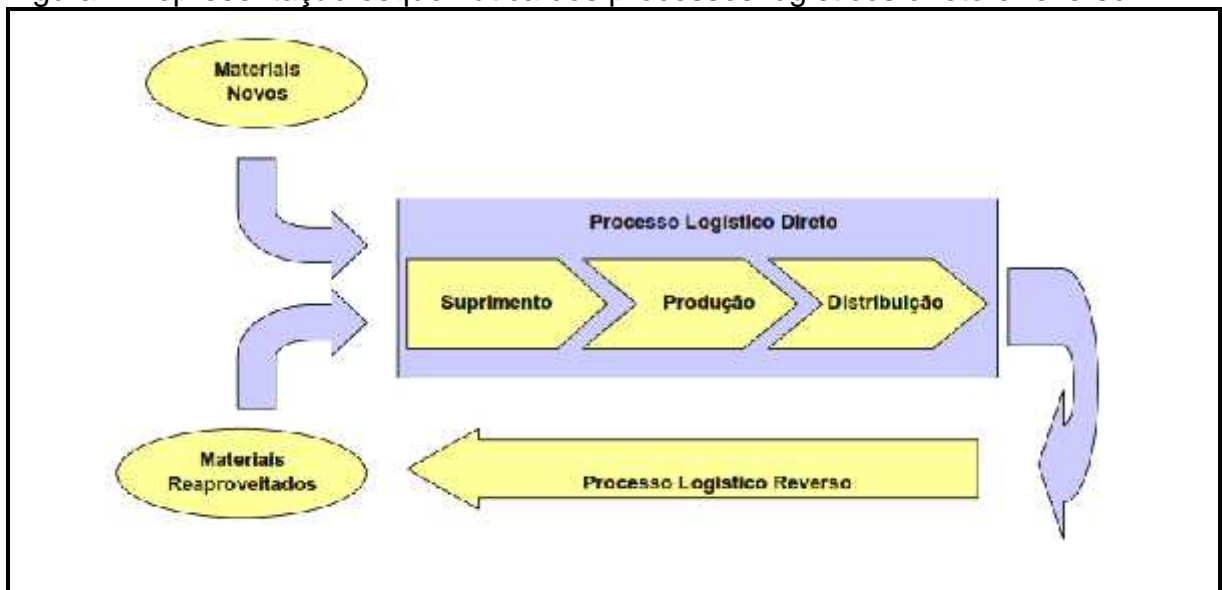 Materiais
Novos
Processo Logístico Direto
Suprimento
Produção
Distribuição
Materiais
Reaproveitados
Processo Logístico Reverso